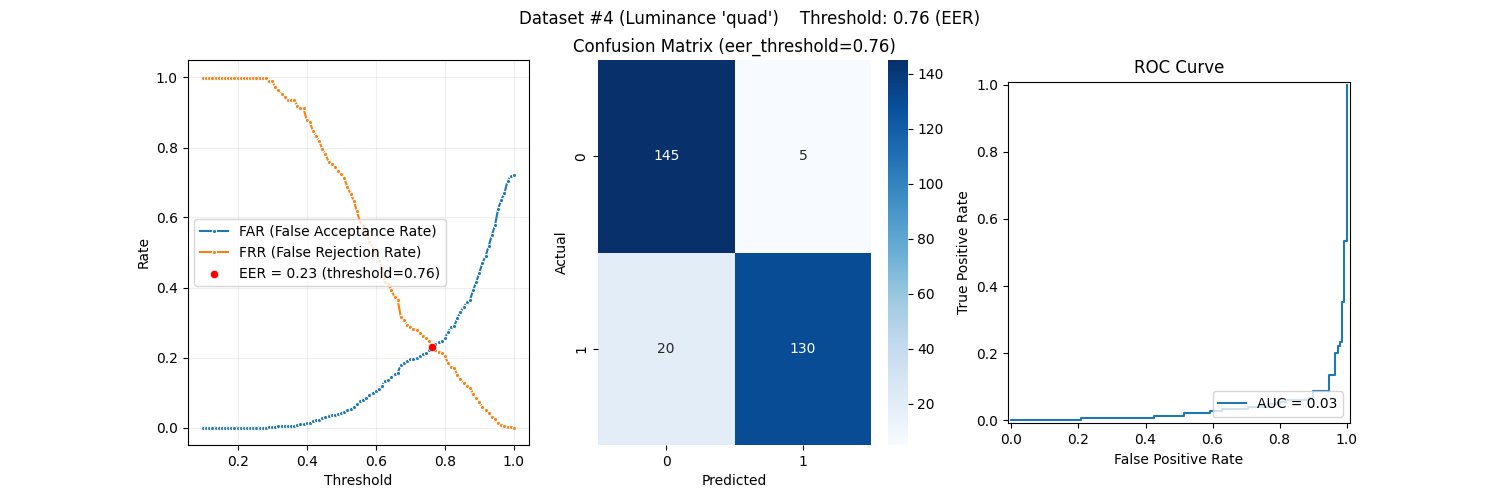 Dataset #4 (Luminance 'quad')    Threshold: 0.76 (EER)
1.0
0.8
0.6
0.4
0.2
0.0
Rate
FAR (False Acceptance Rate)
FRR (False Rejection Rate)
EER = 0.23 (threshold=0.76)
0.2 0.4 0.6 0.8 1.0
Threshold
Confusion Matrix (eer_threshold=0.76)
Actual
0
1
145 5
20 130
0 1
Predicted
140
120
100
80
60
40
20
ROC Curve
True Positive Rate
1.0
0.8
0.6
0.4
0.2
0.0
AUC = 0.03
0.0 0.2 0.4 0.6 0.8 1.0
False Positive Rate